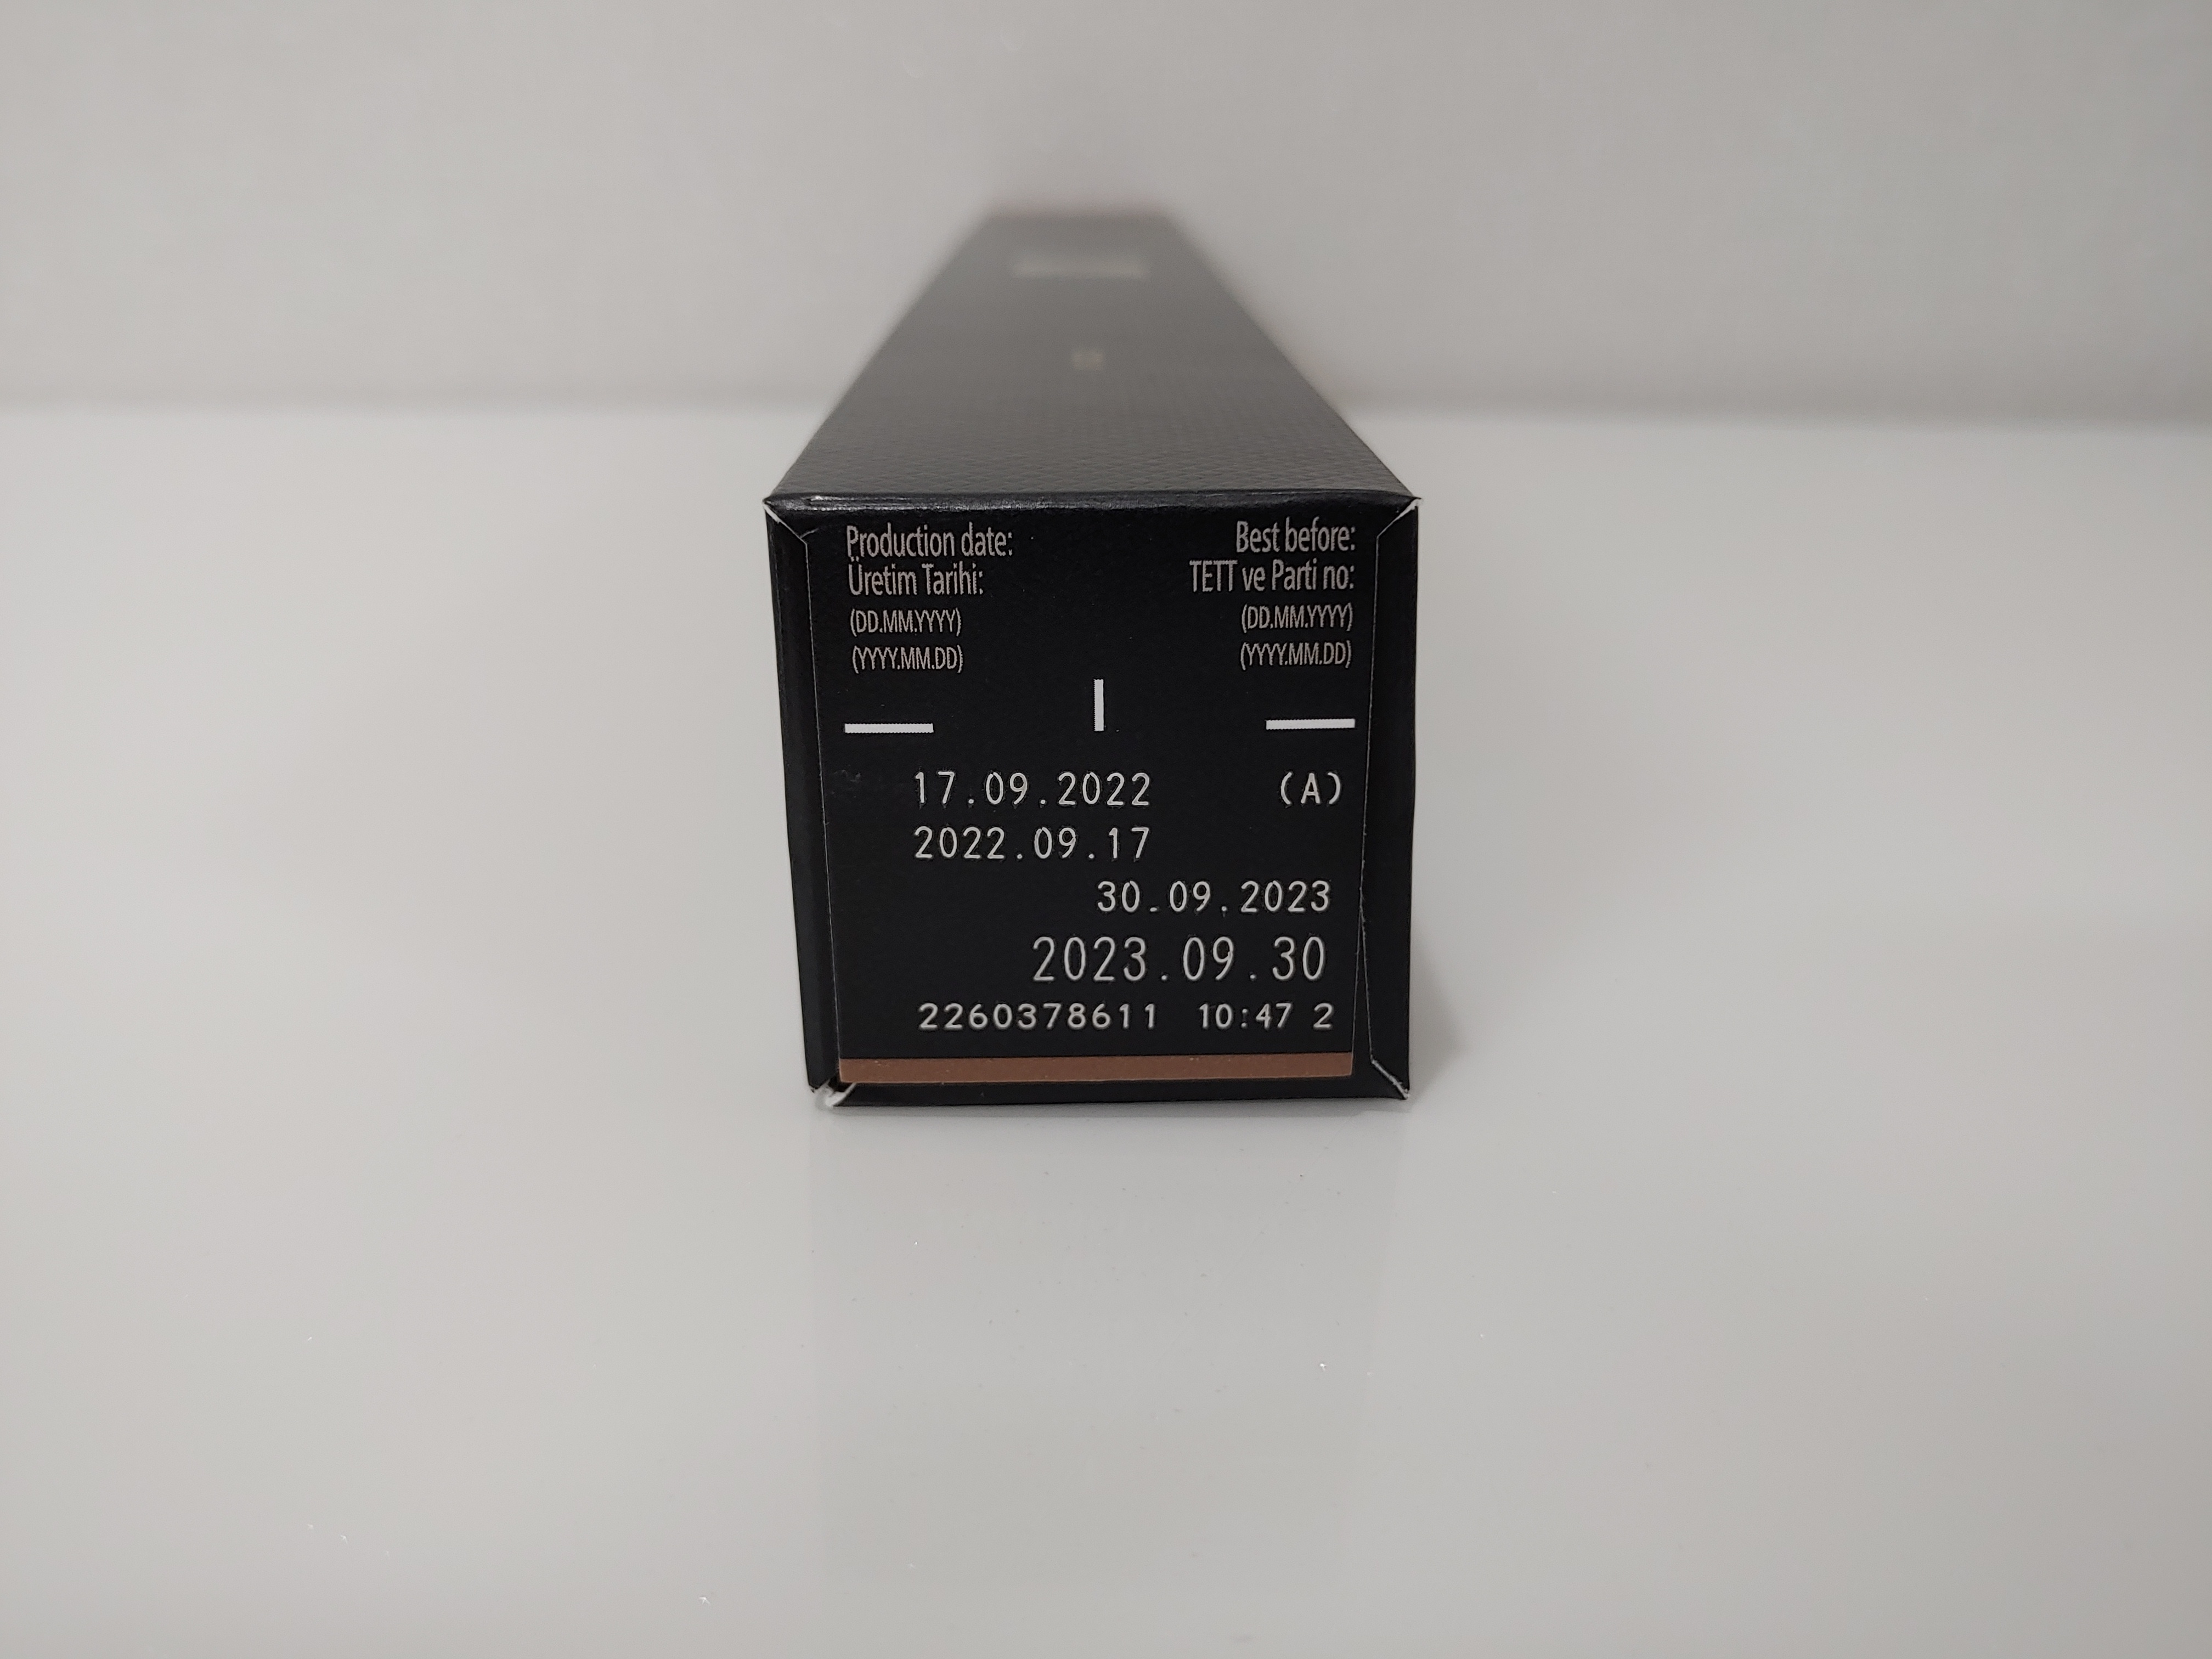 Production date:
Üretim Tarihi:
(DD.MM.YYYY)
(YYYY.MM.DD)
Best before:
TETT ve Parti no:
(DD.MM.YYYY)
(YYYY.MM.DD)
17.09.2022 (A)
2022.09.17
30.09.2023
2023.09.30
2260378611 10:47 2